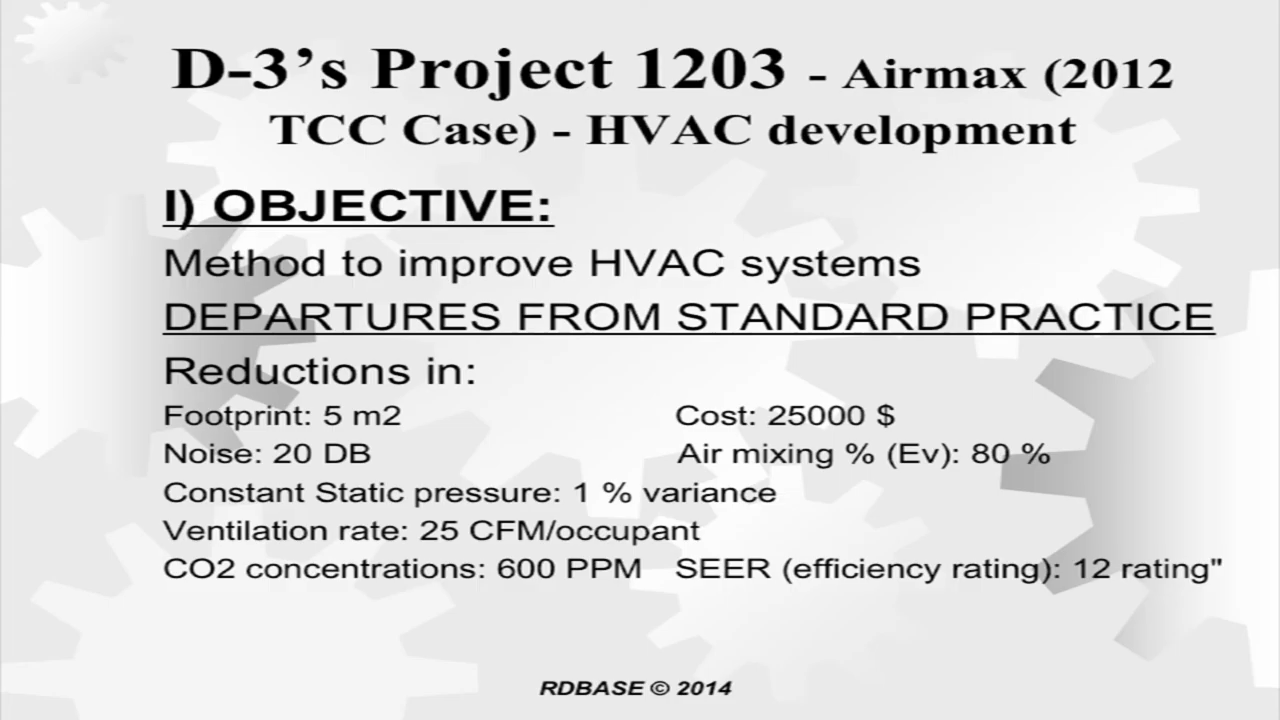 D-3’s Project 1203 - Airmax (2012
TCC Case) - HVAC development
I) OBJECTIVE:
Method to improve HVAC systems
DEPARTURES FROM STANDARD PRACTICE
Reductions in:
Footprint: 5 m2 Cost: 25000 $
Noise: 20 DB Air mixing % (Ev): 80 %
Constant Static pressure: 1 % variance
Ventilation rate: 25 CFM/occupant
CO2 concentrations: 600 PPM SEER (efficiency rating): 12 rating"
RDBASE © 2014